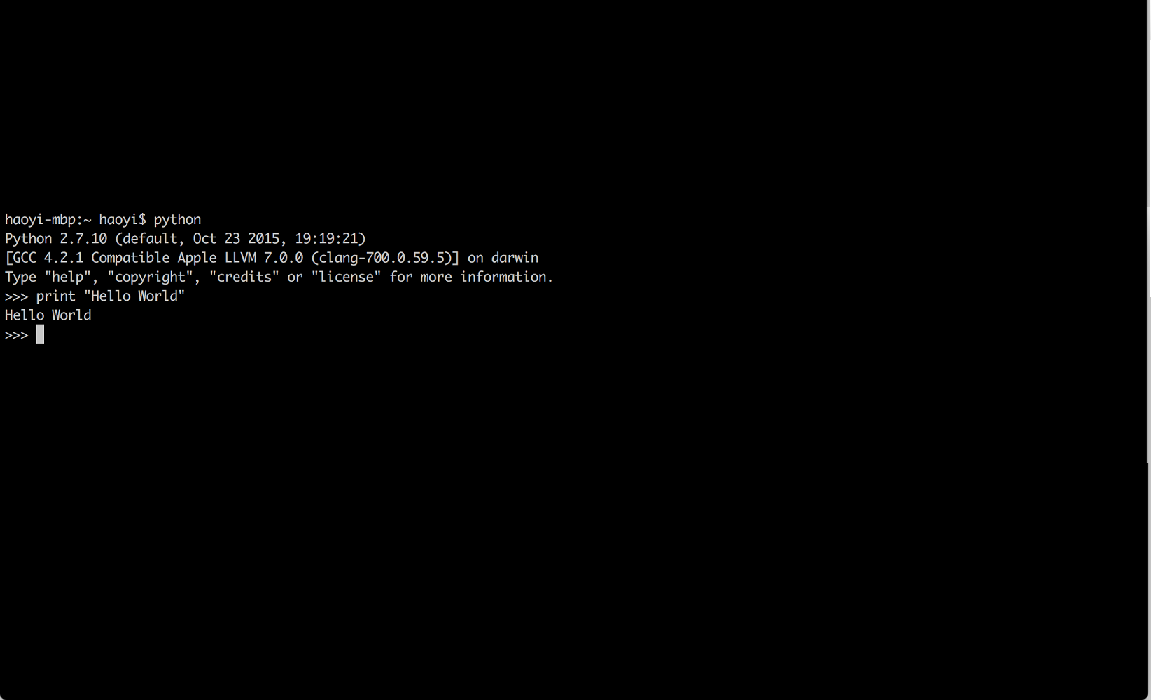 haoyi-mbp:~ haoyi$ python
Python 2.7.10 (default, Oct 23 2015, 19:19:21)
[GCC 4.2.1 Compatible Apple LLVM 7.0.0 (clang-700.0.59.5)] on darwin
Type "help", "copyright", "credits" or "license" for more information.
>>> print "Hello World"
Hello World
>>>